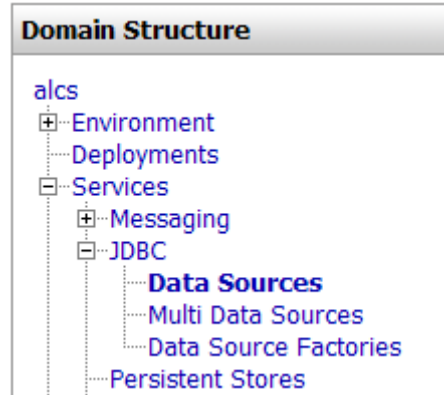 Domain Structure
alcs
Environment
Deployments
Services
Messaging
JDBC
Data Sources
Multi Data Sources
Data Source Factories
Persistent Stores